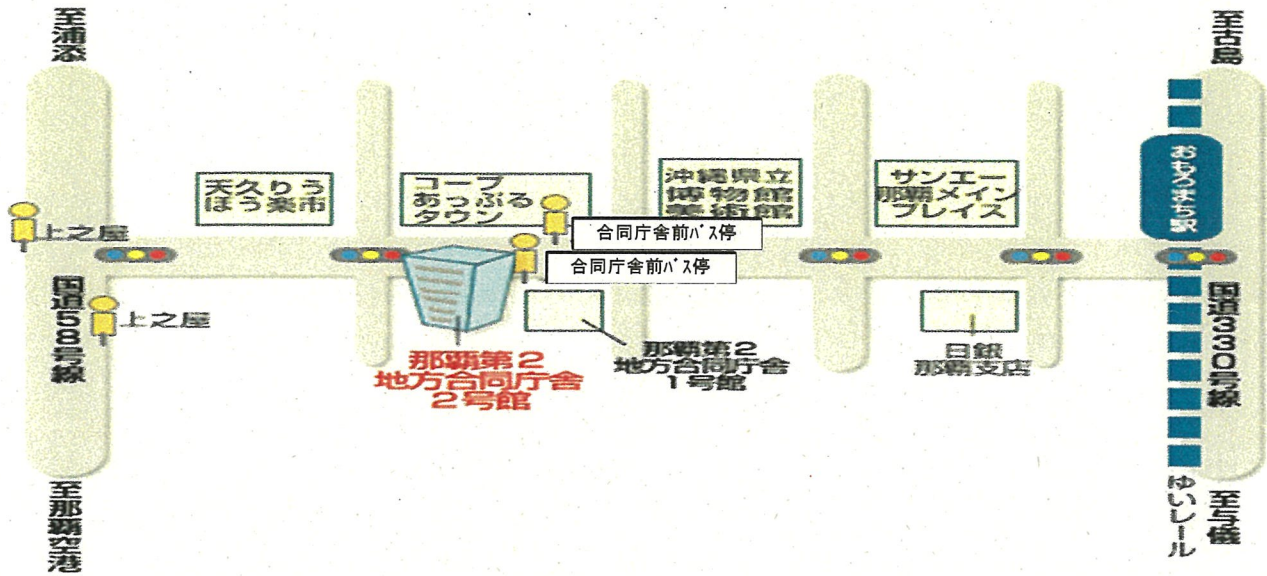 至浦添
至古島
天久りう
ぼう楽市
コープ
あっぷる
タウン
沖縄県立
博物館
美術館
サンエー
那覇メイン
プレイス
おもろまち駅
上之屋
合同庁舎前バス停
合同庁舎前バス停
国道58号線
上之屋
那覇第2
地方合同庁舎
2号館
那覇第2
地方合同庁舎
1号館
日銀
那覇支店
国道330号線
至那覇空港
ゆいレール
至与儀